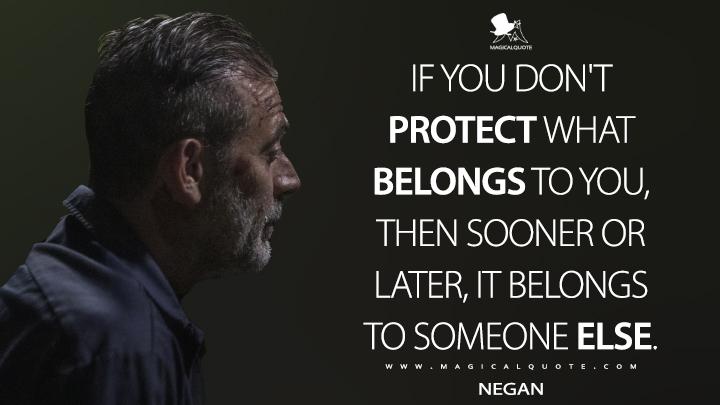 MAGICALQUOTE
IF YOU DON'T
PROTECT WHAT
BELONGS TO YOU,
THEN SOONER OR
LATER, IT BELONGS
TO SOMEONE ELSE.
WWW.MAGICALQUOTE.COM
NEGAN